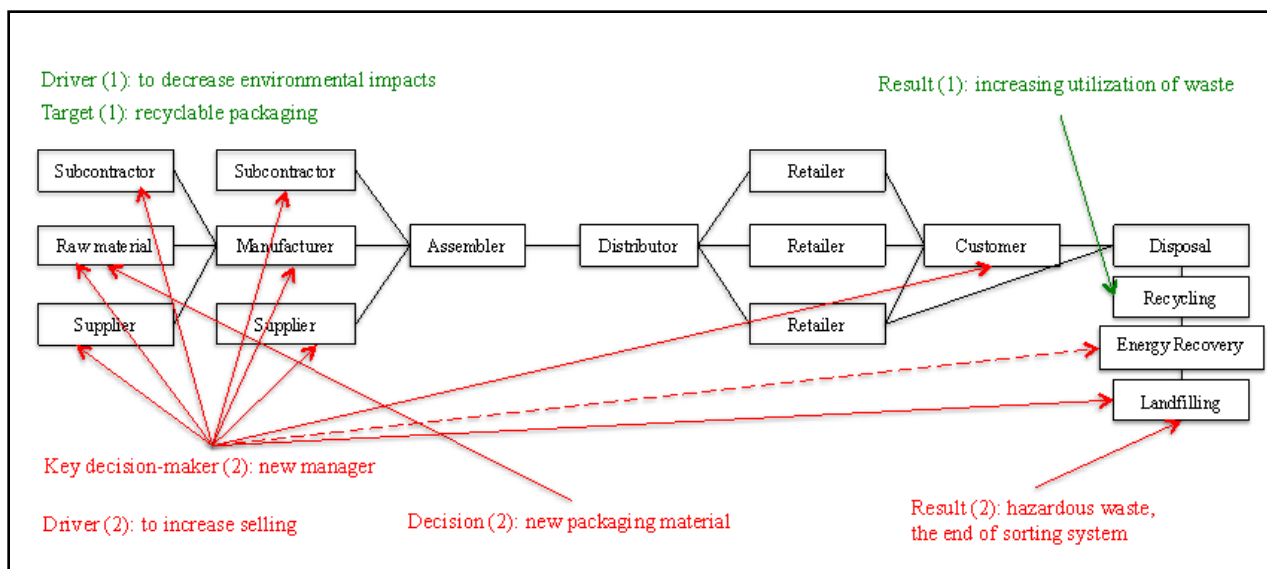 Driver (1): to decrease environmental impacts
Target (1): recyclable packaging
Result (1): increasing utilization of waste
Subcontractor
Subcontractor
Retailer
Raw material
Manufacturer
Assembler
Distributor
Retailer
Customer
Disposal
Recycling
Supplier
Supplier
Retailer
Energy Recovery
Landfilling
Key decision-maker (2): new manager
Driver (2): to increase selling
Decision (2): new packaging material
Result (2): hazardous waste,
the end of sorting system